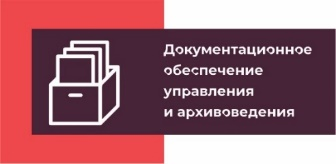 Документационное
обеспечение
управления
и архивоведения